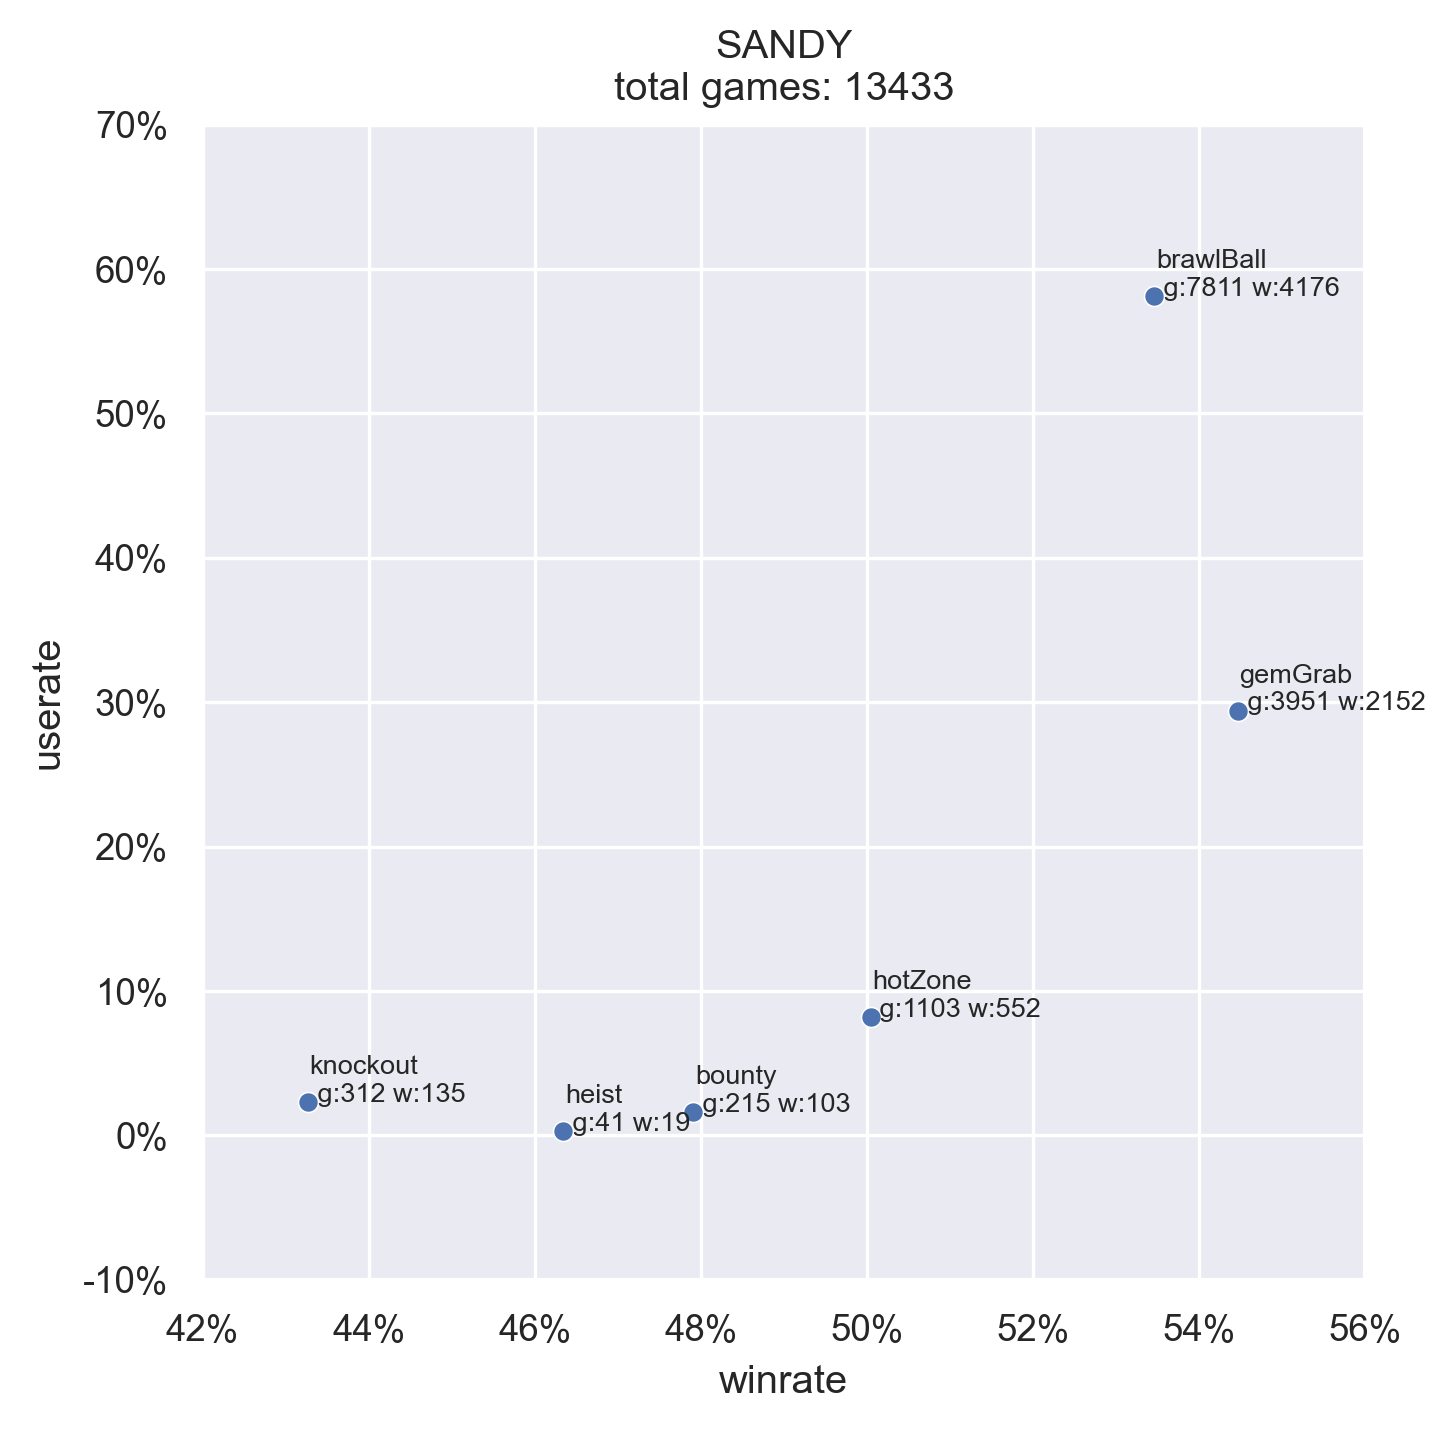 SANDY
total games: 13433
70%
60%
50%
40%
30%
20%
10%
0%
-10%
userate
brawlBall
g:7811 w:4176
gemGrab
g:3951 w:2152
hotZone
g:1103 w:552
knockout
g:312 w:135
heist
g:41 w:19
bounty
g:215 w:103
42% 44% 46% 48% 50% 52% 54% 56%
winrate